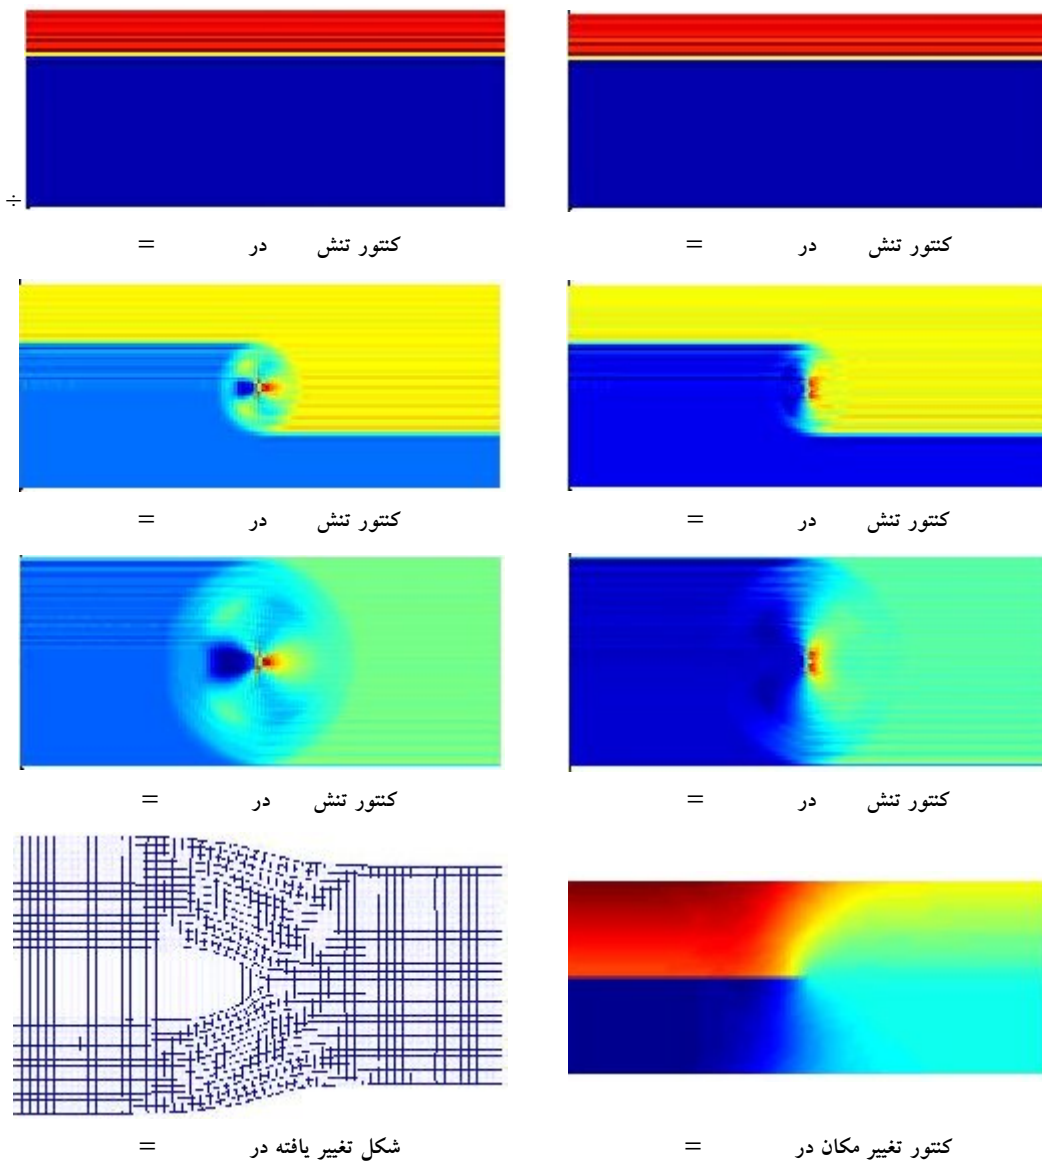 ÷
کنتور تنش در =
کنتور تنش در =
کنتور تنش در =
کنتور تنش در =
کنتور تنش در =
کنتور تنش در =
کنتور تغییر مکان در =
شکل تغییر یافته در =